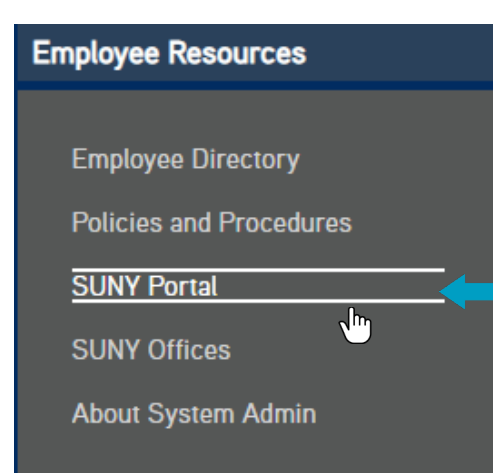 Employee Resources
Employee Directory
Policies and Procedures
SUNY Portal
SUNY Offices
About System Admin